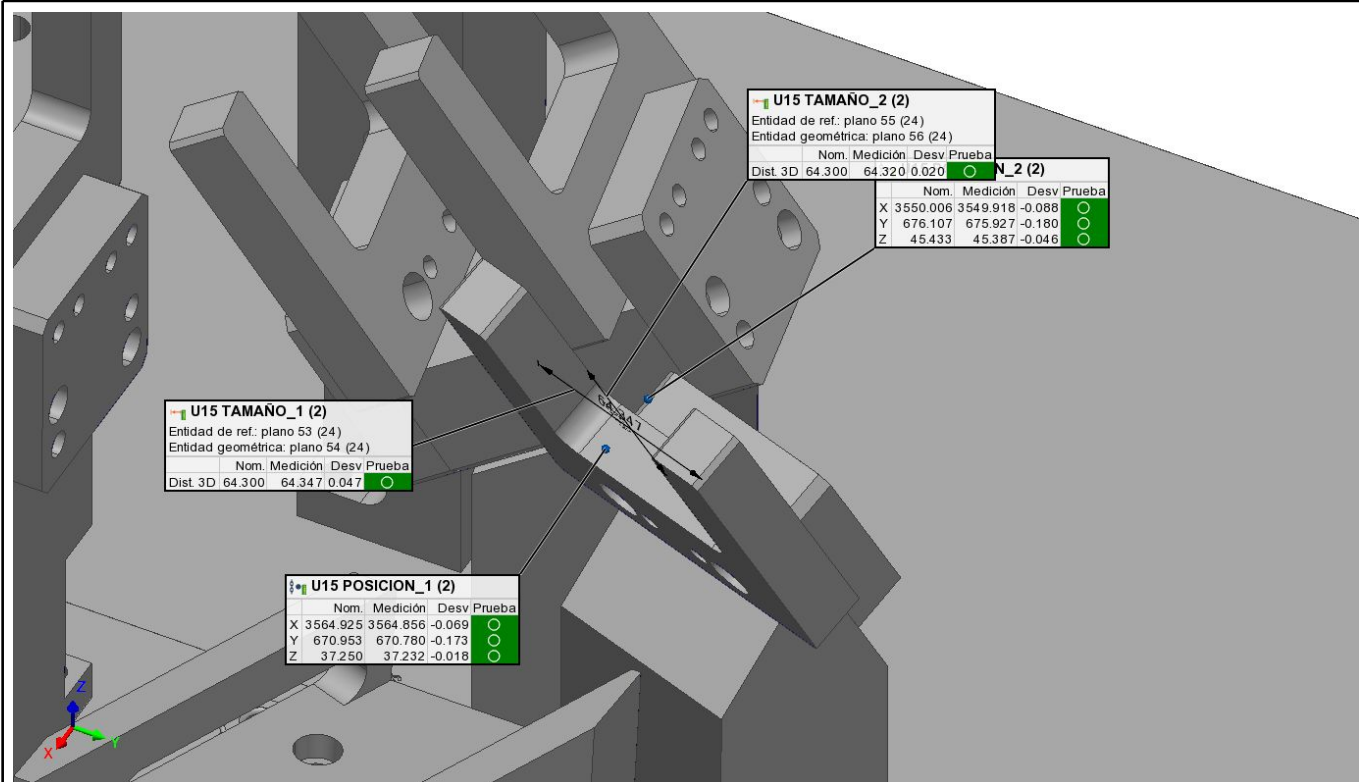 U15 TAMAÑO_2 (2)
Entidad de ref.: plano 55 (24)
Entidad geométrica: plano 56 (24)
Nom. Medición Desv Prueba
Dist. 3D 64.300 64.320 0.020
N_2 (2)
Nom. Medición Desv Prueba
X 3550.006 3549.918 -0.088
Y 676.107 675.927 -0.180
Z 45.433 45.387 -0.046
U15 TAMAÑO_1 (2)
Entidad de ref.: plano 53 (24)
Entidad geométrica: plano 54 (24)
Nom. Medición Desv Prueba
Dist. 3D 64.300 64.347 0.047
U15 POSICION_1 (2)
Nom. Medición Desv Prueba
X 3564.925 3564.856 -0.069
Y 670.953 670.780 -0.173
Z 37.250 37.232 -0.018
Z
X
Y